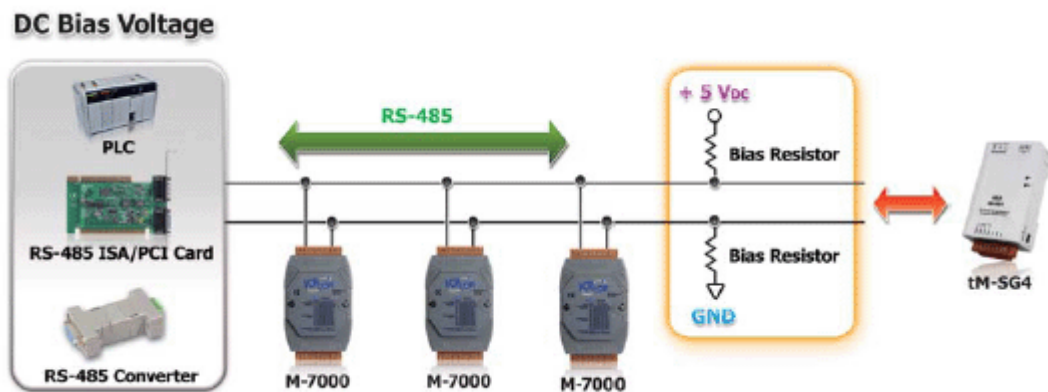 DC Bias Voltage
PLC
RS-485 ISA/PCI Card
RS-485 Converter
RS-485
M-7000
M-7000
M-7000
+ 5 VDC
Bias Resistor
Bias Resistor
GND
tM-SG4